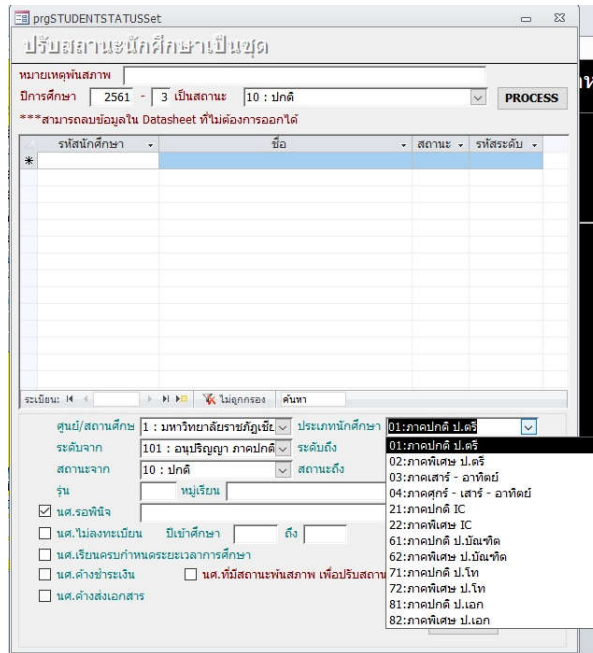 prgSTUDENTSTATUSSet
ปรับสถานะนักศึกษาเป็นชุด
หมายเหตุพ้นสภาพ
ปีการศึกษา 2561 - 3 เป็นสถานะ 10 : ปกติ PROCESS
***สามารถลบข้อมูลใน Datasheet ที่ไม่ต้องการออกได้
รหัสนักศึกษา ชื่อ สถานะ รหัสระดับ
ระเบียน: ไม่ถูกกรอง ค้นหา
ศูนย์/สถานศึกษ 1 : มหาวิทยาลัยราชภัฏเชีย ประเภทนักศึกษา 01:ภาคปกติ ป.ตรี
ระดับจาก 101 : อนุปริญญา ภาคปกติ ระดับถึง
สถานะจาก 10 : ปกติ สถานะถึง
รุ่น หมู่เรียน
นศ.รอพินิจ
นศ.ไม่ลงทะเบียน ปีเข้าศึกษา ถึง
นศ.เรียนครบกำหนดระยะเวลาการศึกษา
นศ.ค้างชำระเงิน นศ.ที่มีสถานะพ้นสภาพ เพื่อปรับสถาน
นศ.ค้างส่งเอกสาร
01:ภาคปกติ ป.ตรี
02:ภาคพิเศษ ป.ตรี
03:ภาคเสาร์ - อาทิตย์
04:ภาคศุกร์ - เสาร์ - อาทิตย์
21:ภาคปกติ IC
22:ภาคพิเศษ IC
61:ภาคปกติ ป.บัณฑิต
62:ภาคพิเศษ ป.บัณฑิต
71:ภาคปกติ ป.โท
72:ภาคพิเศษ ป.โท
81:ภาคปกติ ป.เอก
82:ภาคพิเศษ ป.เอก